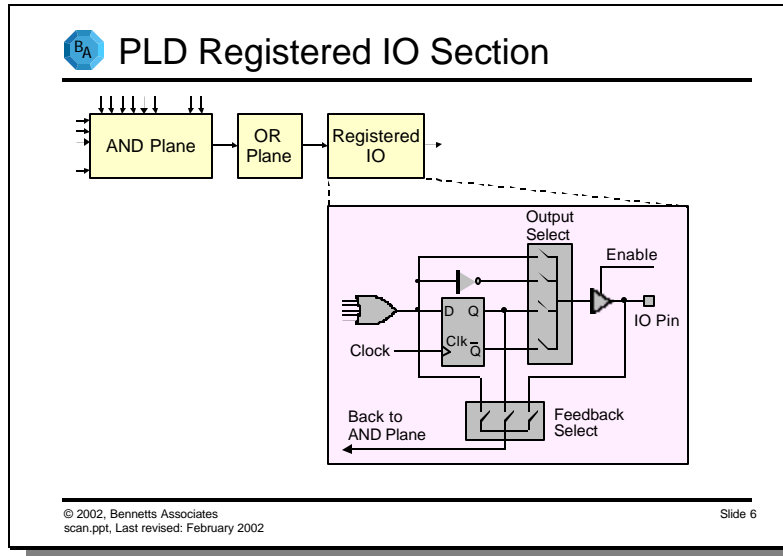 BA
PLD Registered IO Section
AND Plane
OR
Plane
Registered
IO
Output
Select
Enable
D Q
Clk Q̅
IO Pin
Clock
Back to
AND Plane
Feedback
Select
© 2002, Bennetts Associates
scan.ppt, Last revised: February 2002
Slide 6